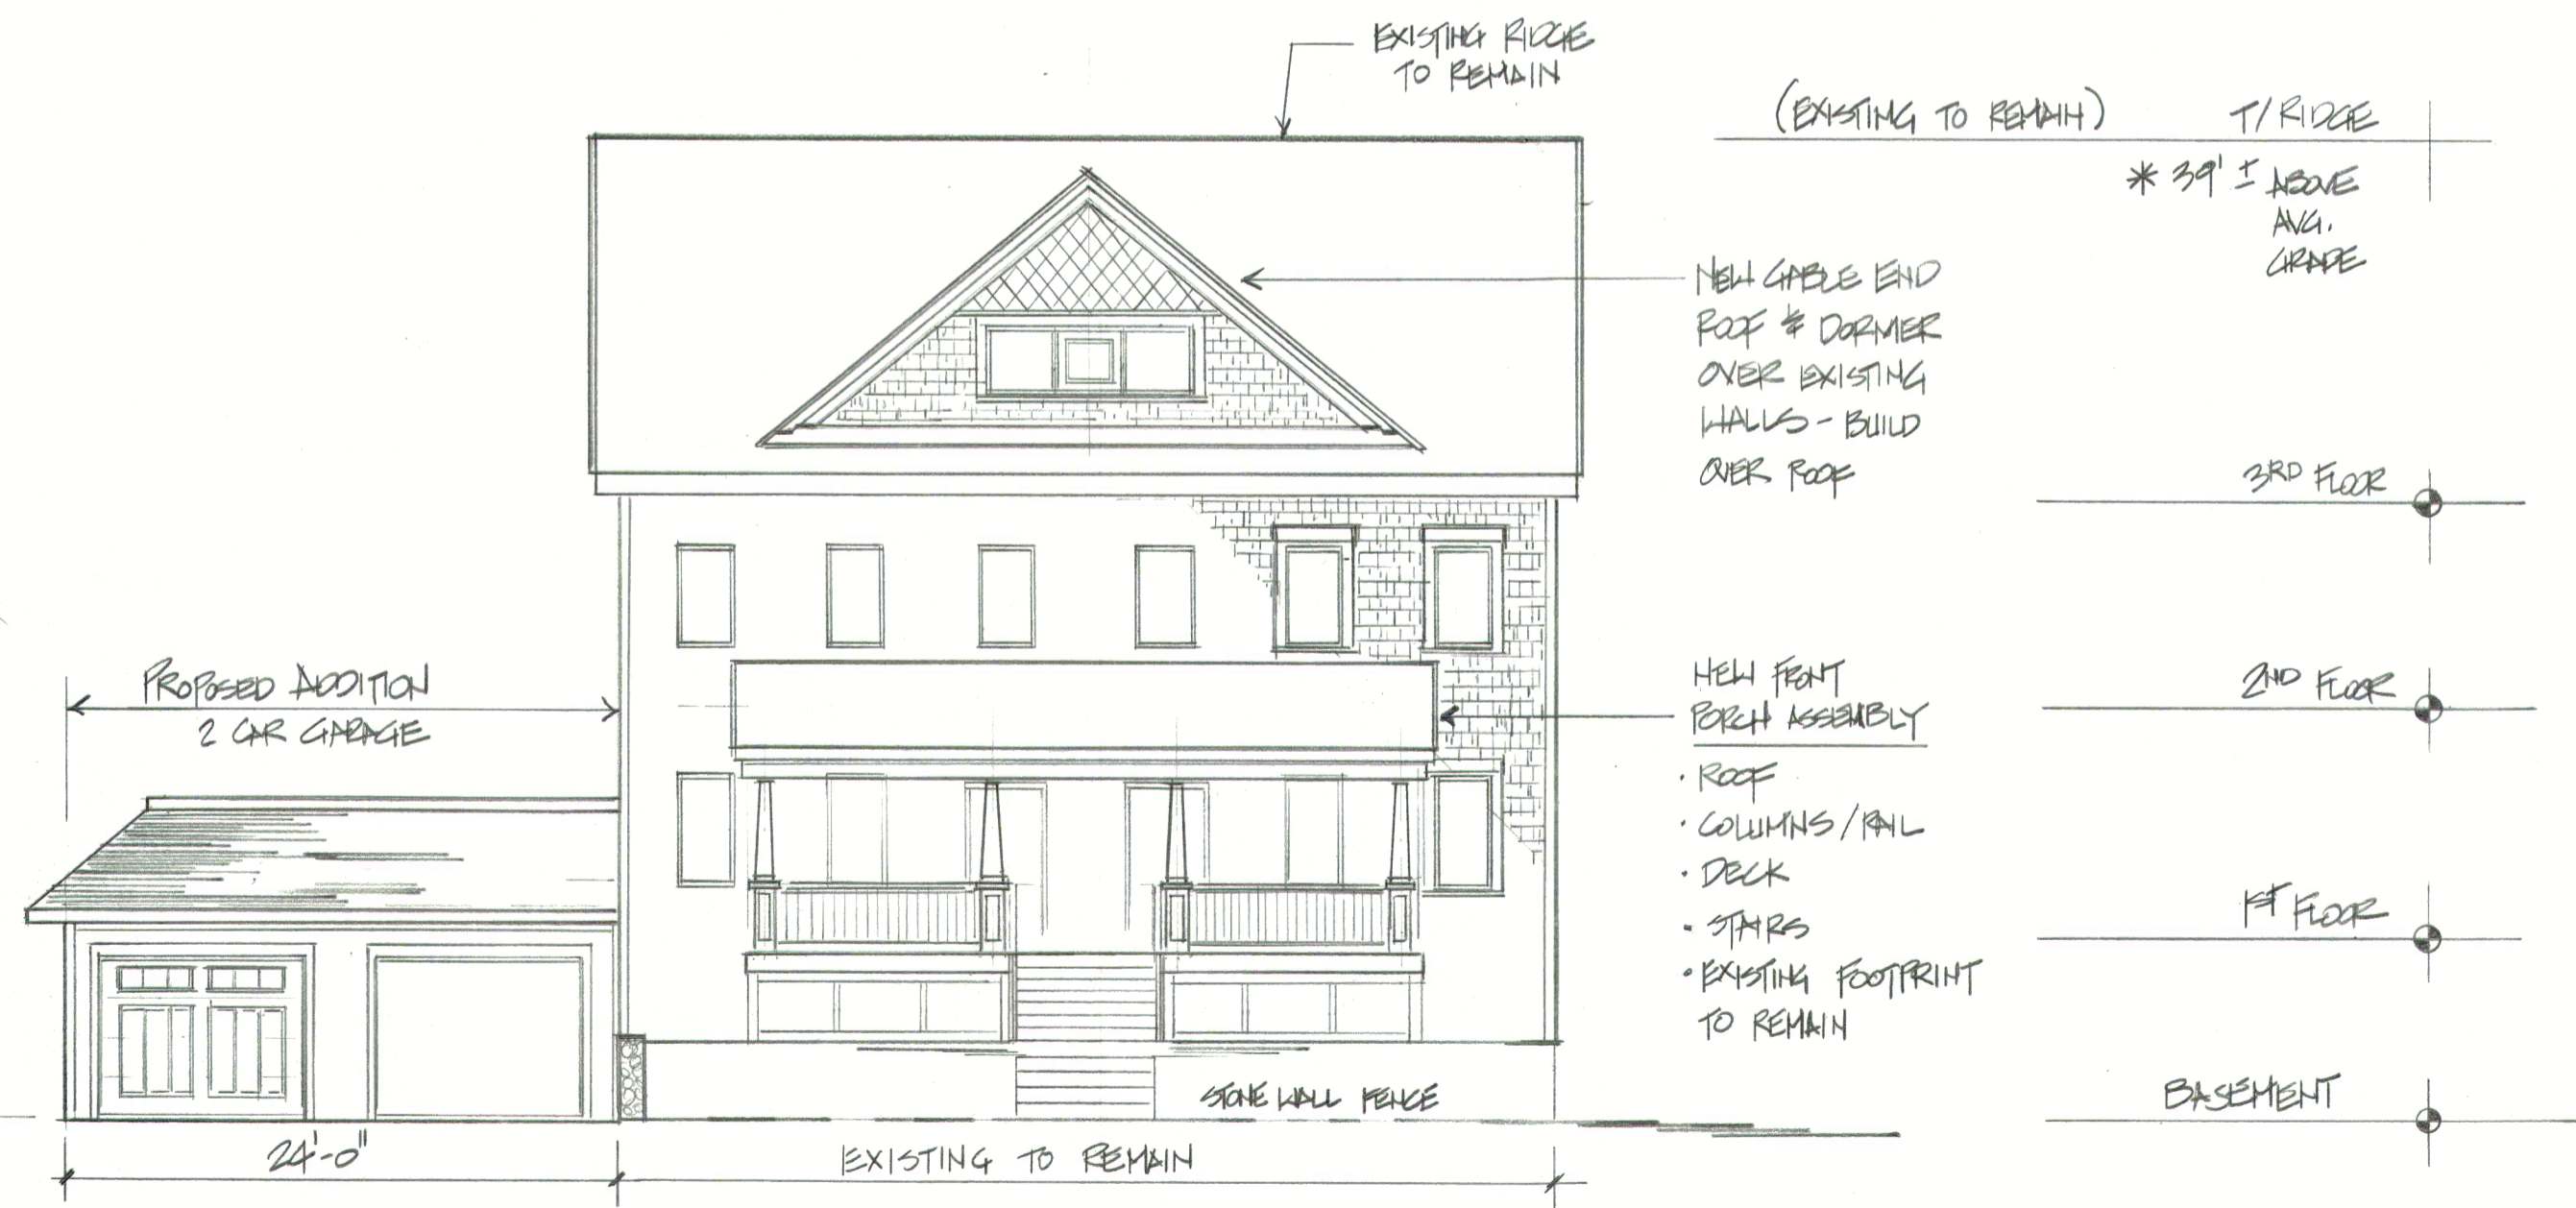 EXISTING RIDGE
TO REMAIN
(EXISTING TO REMAIN) T/RIDGE
* 39' ± ABOVE
AVG.
GRADE
NEW GABLE END
ROOF & DORMER
OVER EXISTING
WALLS - BUILD
OVER ROOF
3RD FLOOR
PROPOSED ADDITION
2 CAR GARAGE
NEW FRONT
PORCH ASSEMBLY
• ROOF
• COLUMNS/RAIL
• DECK
• STAIRS
• EXISTING FOOTPRINT
TO REMAIN
2ND FLOOR
1ST FLOOR
STONE WALL FENCE
BASEMENT
24'-0"
EXISTING TO REMAIN